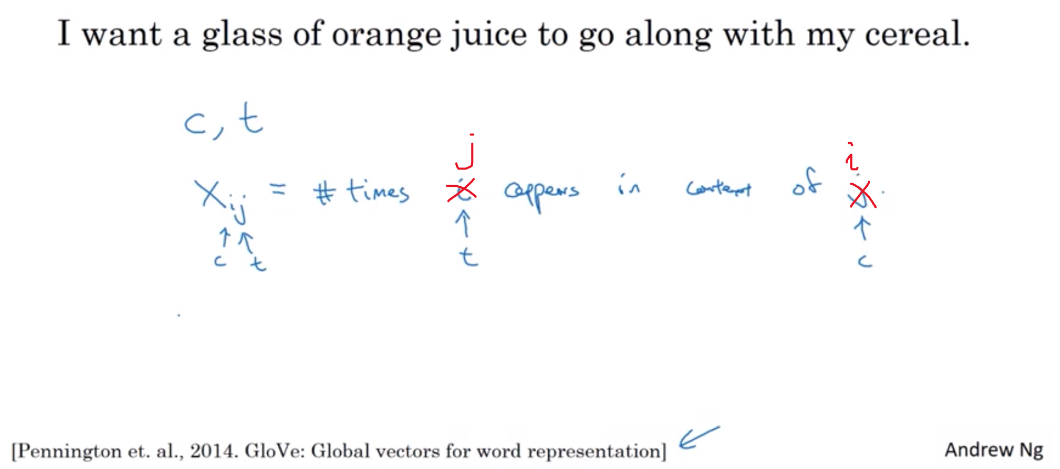 I want a glass of orange juice to go along with my cereal.
c, t
j i
Xij = # times i appers in context of j.
↑ ↑ ↑ ↑
c t t c
[Pennington et. al., 2014. GloVe: Global vectors for word representation] ↙
Andrew Ng